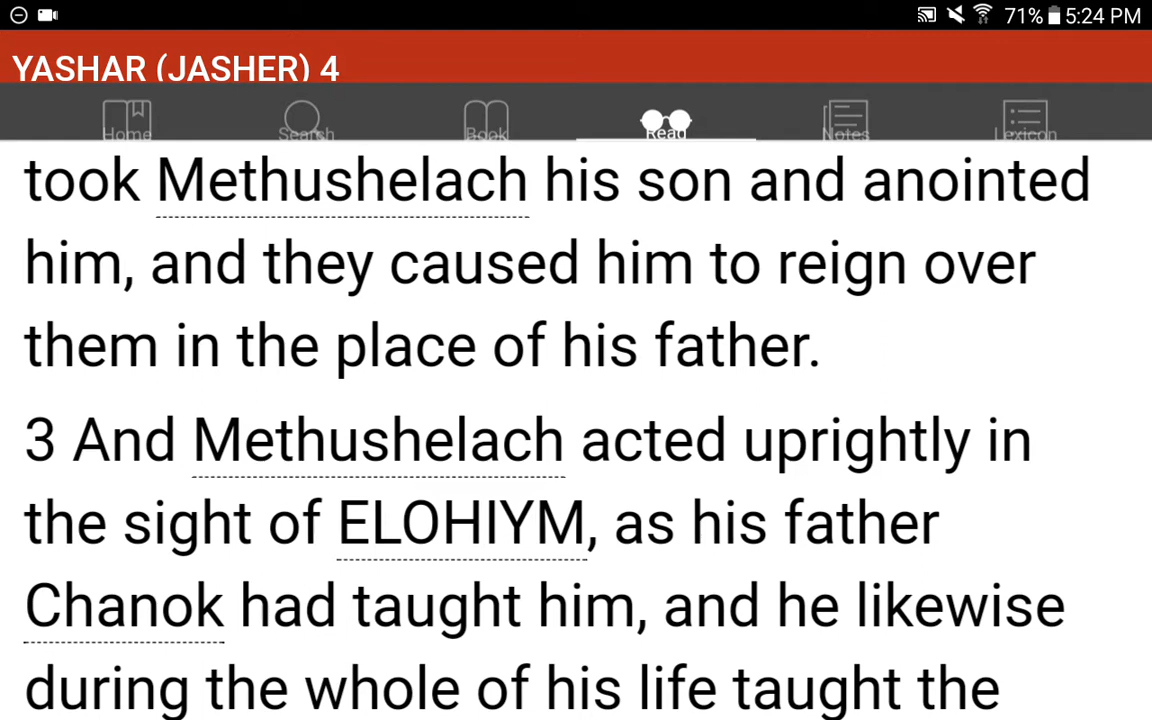 71% 5:24 PM
YASHAR (JASHER) 4
Home Search Book Read Notes Lexicon
took Methushelach his son and anointed
him, and they caused him to reign over
them in the place of his father.
3 And Methushelach acted uprightly in
the sight of ELOHIYM, as his father
Chanok had taught him, and he likewise
during the whole of his life taught the